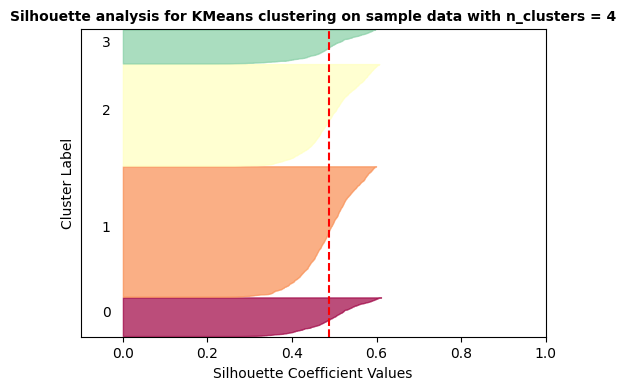 Silhouette analysis for KMeans clustering on sample data with n_clusters = 4
3
2
1
0
Cluster Label
0.0 0.2 0.4 0.6 0.8 1.0
Silhouette Coefficient Values